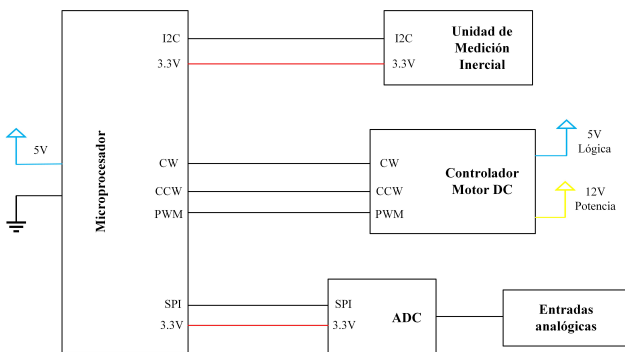 I2C
3.3V
I2C
3.3V
Unidad de
Medición
Inercial
5V
Microprocesador
CW
CCW
PWM
CW
CCW
PWM
Controlador
Motor DC
5V
Lógica
12V
Potencia
SPI
3.3V
SPI
3.3V
ADC
Entradas
analógicas